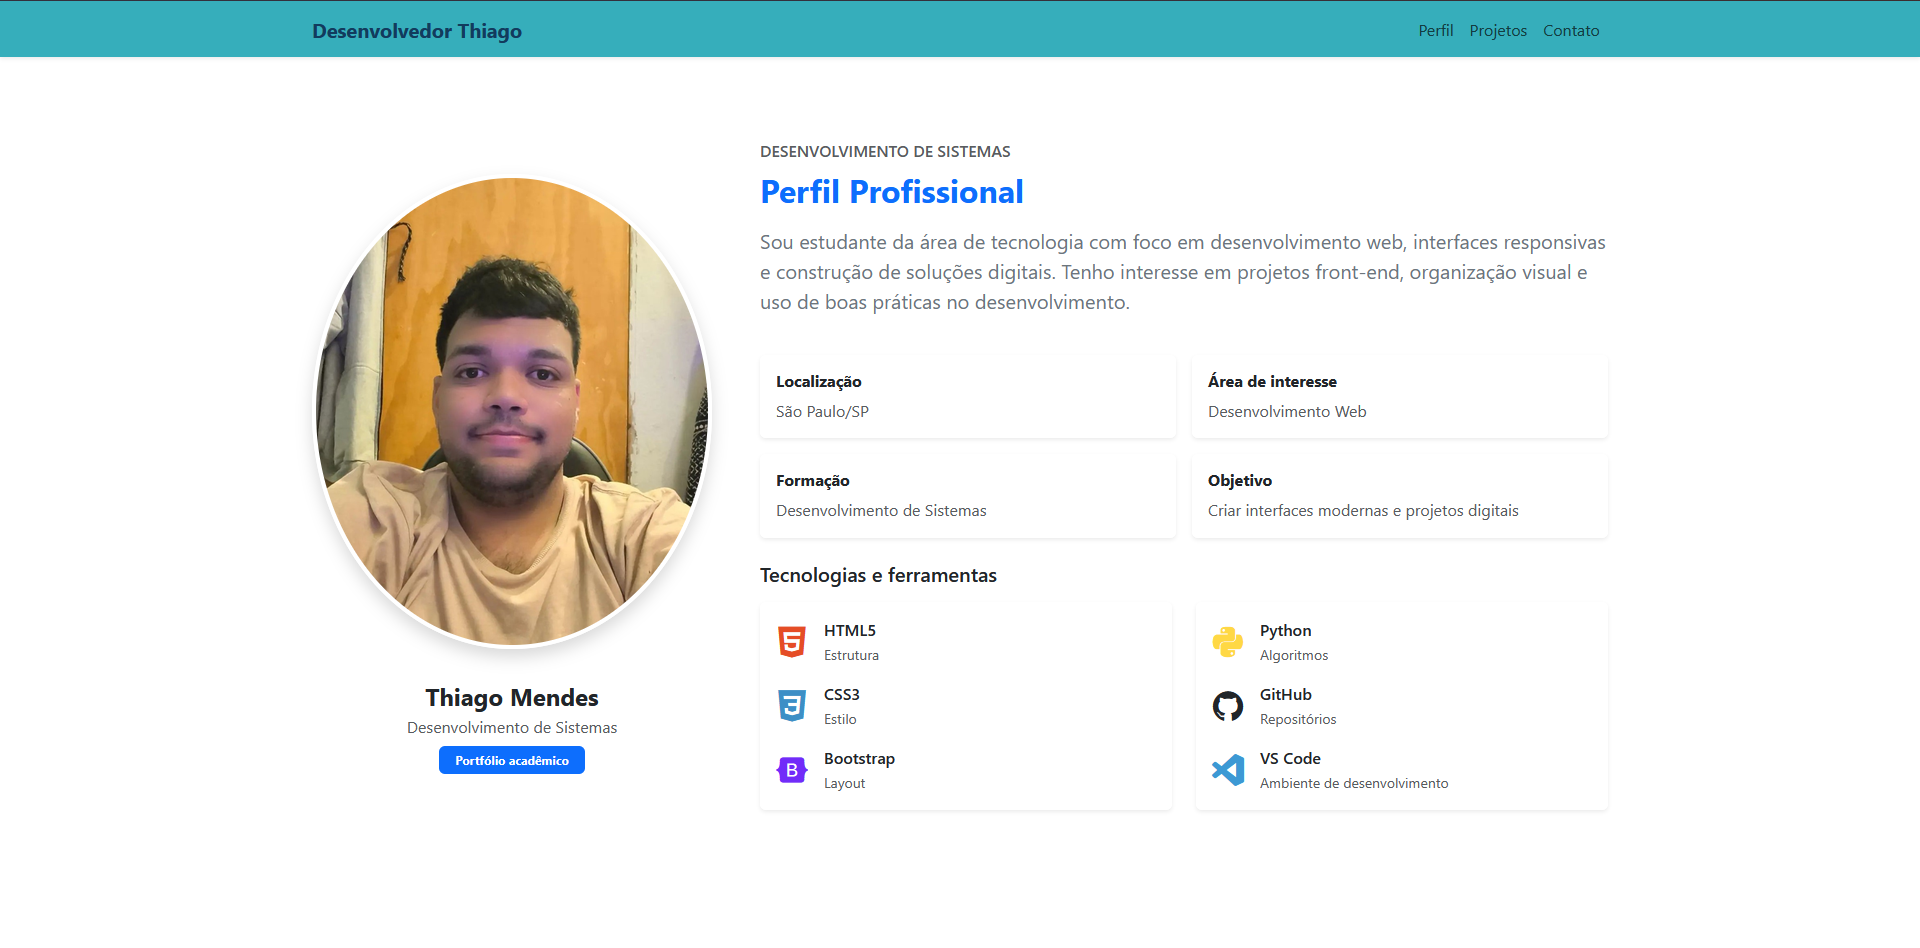 Desenvolvedor Thiago
Perfil Projetos Contato
DESENVOLVIMENTO DE SISTEMAS
Perfil Profissional
Sou estudante da área de tecnologia com foco em desenvolvimento web, interfaces responsivas
e construção de soluções digitais. Tenho interesse em projetos front-end, organização visual e
uso de boas práticas no desenvolvimento.
Localização
São Paulo/SP
Área de interesse
Desenvolvimento Web
Formação
Desenvolvimento de Sistemas
Objetivo
Criar interfaces modernas e projetos digitais
Tecnologias e ferramentas
HTML5
Estrutura
CSS3
Estilo
B
Bootstrap
Layout
Python
Algoritmos
GitHub
Repositórios
VS Code
Ambiente de desenvolvimento
Thiago Mendes
Desenvolvimento de Sistemas
Portfólio acadêmico